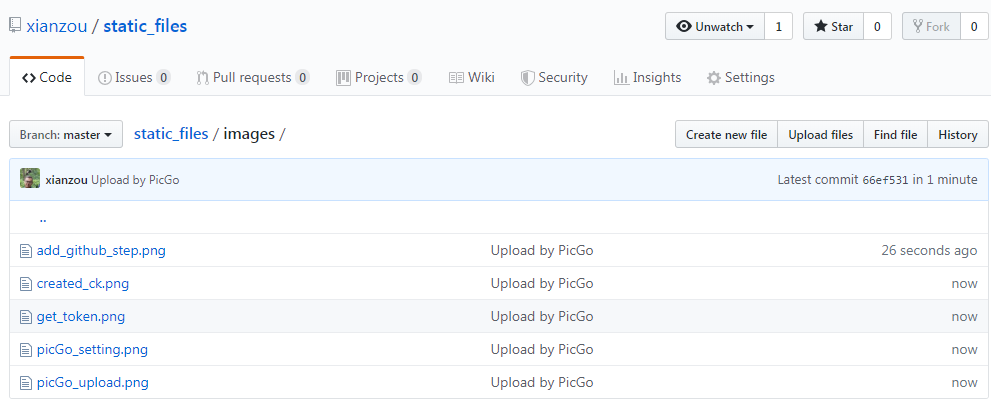 xianzou / static_files Unwatch 1 Star 0 Fork 0
Code Issues 0 Pull requests 0 Projects 0 Wiki Security Insights Settings
Branch: master static_files / images / Create new file Upload files Find file History
xianzou Upload by PicGo Latest commit 66ef531 in 1 minute
..
add_github_step.png Upload by PicGo 26 seconds ago
created_ck.png Upload by PicGo now
get_token.png Upload by PicGo now
picGo_setting.png Upload by PicGo now
picGo_upload.png Upload by PicGo now